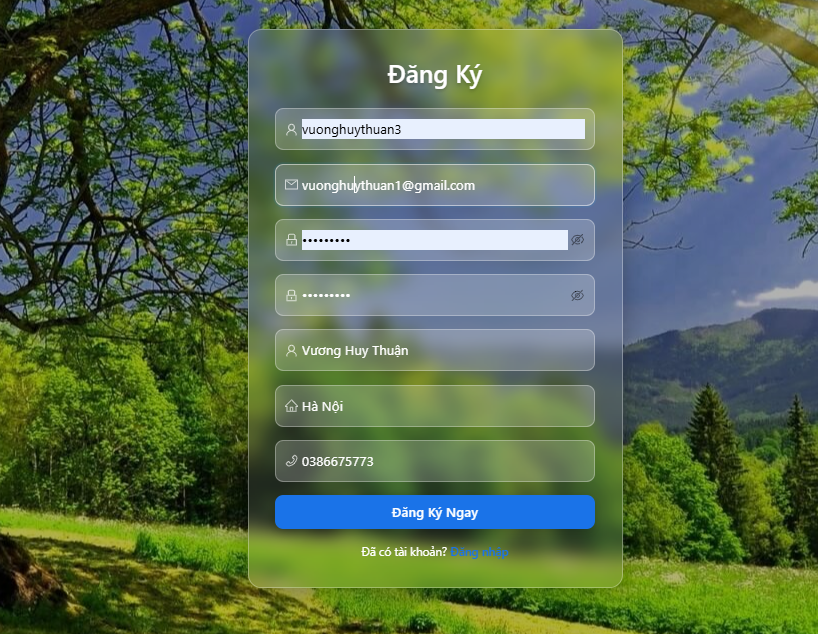 Đăng Ký
vuonghuythuan3
vuonghuythuan1@gmail.com
•••••••••
•••••••••
Vương Huy Thuận
Hà Nội
0386675773
Đăng Ký Ngay
Đã có tài khoản? Đăng nhập